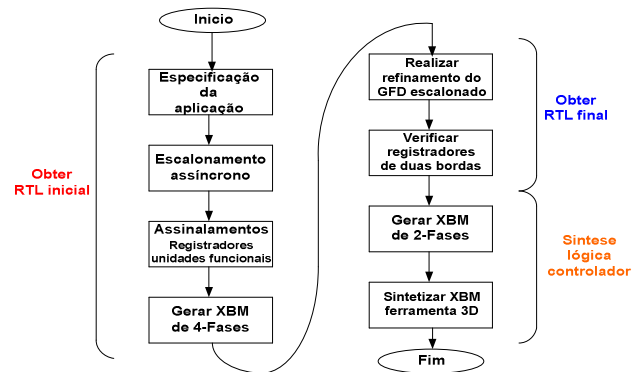 Inicio
Especificação
da
aplicação
Escalonamento
assíncrono
Assinalamentos
Registradores
unidades funcionais
Gerar XBM
de 4-Fases
Obter
RTL inicial
Realizar
refinamento do
GFD escalonado
Verificar
registradores
de duas bordas
Gerar XBM
de 2-Fases
Sintetizar XBM
ferramenta 3D
Fim
Obter
RTL final
Sintese
lógica
controlador